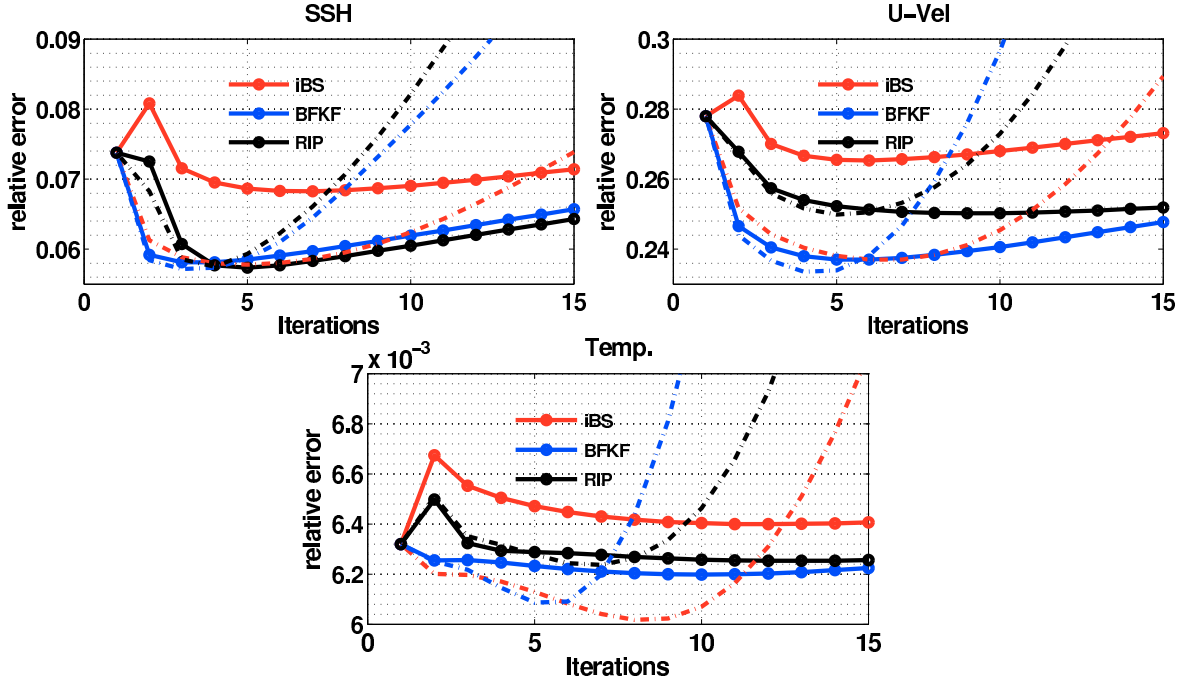 SSH
0.09
0.08
0.07
0.06
relative error
iBS
BFKF
RIP
0
5
10
15
Iterations
U-Vel
0.3
0.28
0.26
0.24
relative error
iBS
BFKF
RIP
0
5
10
15
Iterations
Temp.
x 10⁻³
7
6.8
6.6
6.4
6.2
6
relative error
iBS
BFKF
RIP
0
5
10
15
Iterations